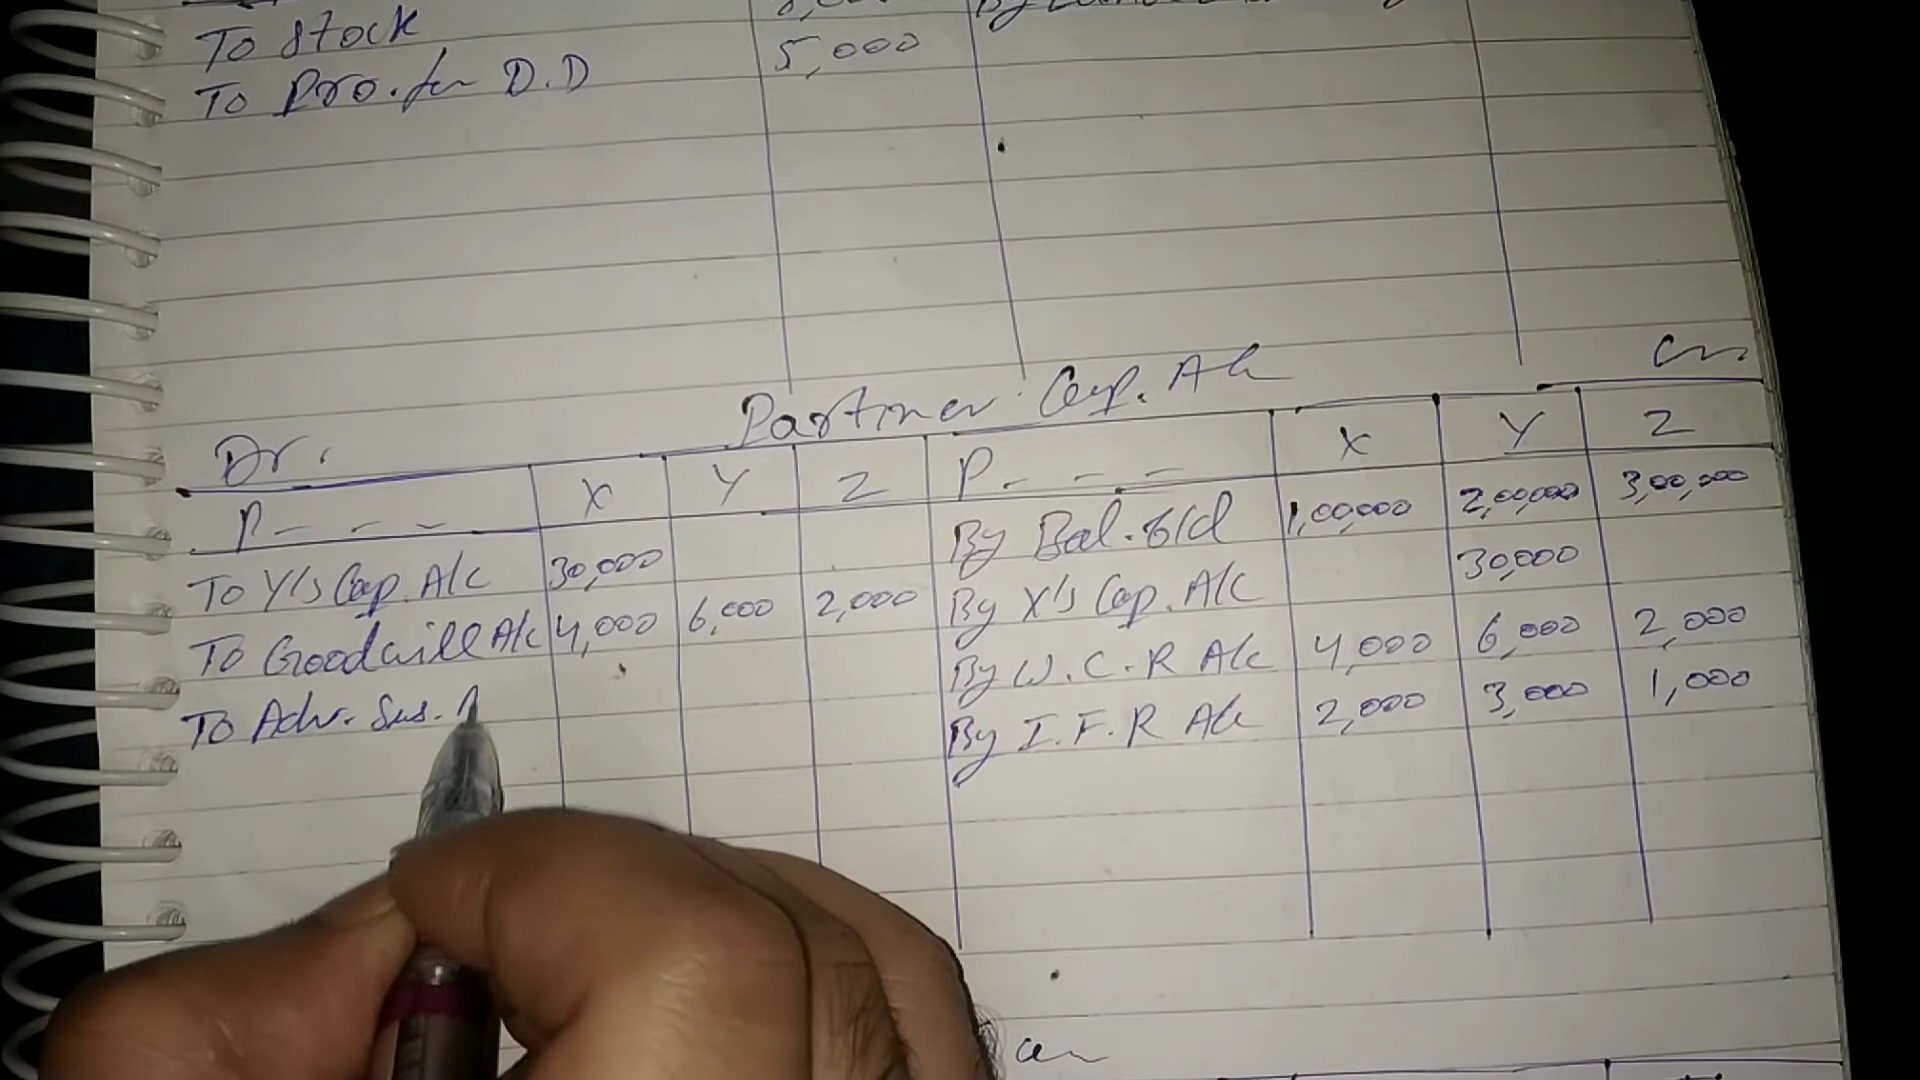 To Stock
To Pro. for D.D 5,000
Partner Cap. A/c
Dr. Cr.
P - - - X Y Z P. - - - X Y Z
To Y's Cap. A/c 30,000 By Bal. b/d 1,00,000 2,00,000 3,00,000
To Goodwill A/c 4,000 6,000 2,000 By X's Cap. A/c 30,000
To Adv. Sus. A By W.C.R A/c 4,000 6,000 2,000
By I.F.R A/c 2,000 3,000 1,000